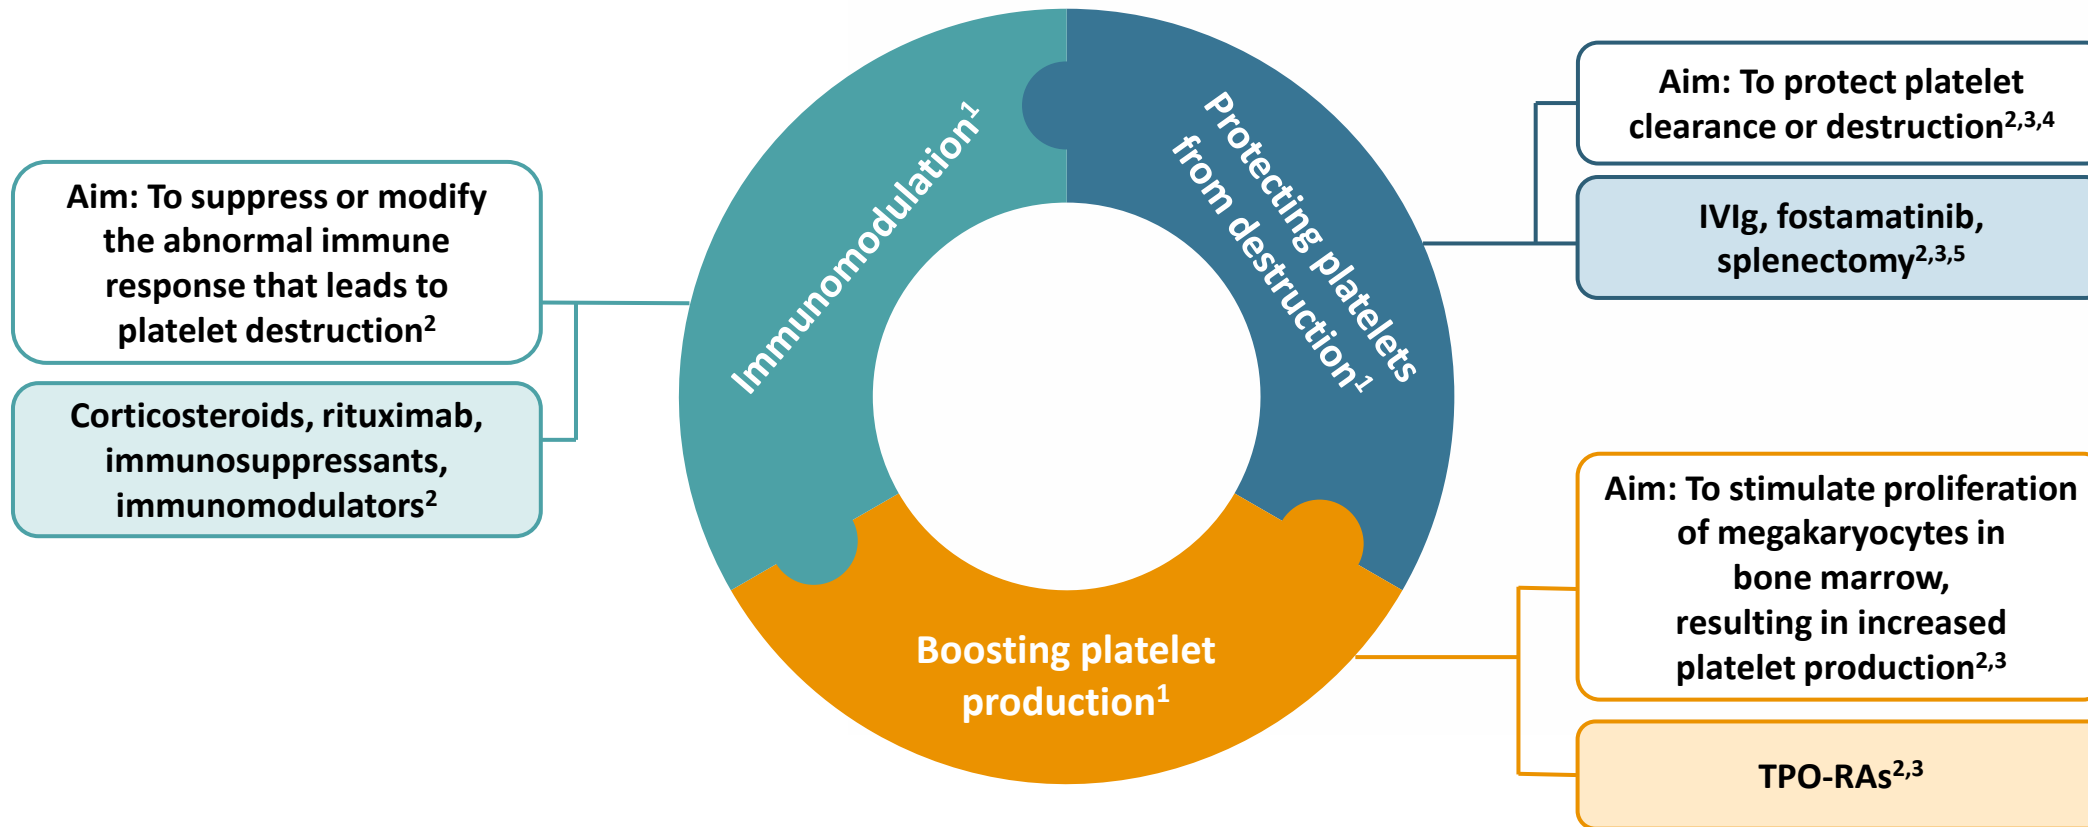 Aim: To suppress or modify
the abnormal immune
response that leads to
platelet destruction²
Corticosteroids, rituximab,
immunosuppressants,
immunomodulators²
Immunomodulation¹
Protecting platelets
from destruction¹
Boosting platelet
production¹
Aim: To protect platelet
clearance or destruction²,³,⁴
IVIg, fostamatinib,
splenectomy²,³,⁵
Aim: To stimulate proliferation
of megakaryocytes in
bone marrow,
resulting in increased
platelet production²,³
TPO-RAs²,³